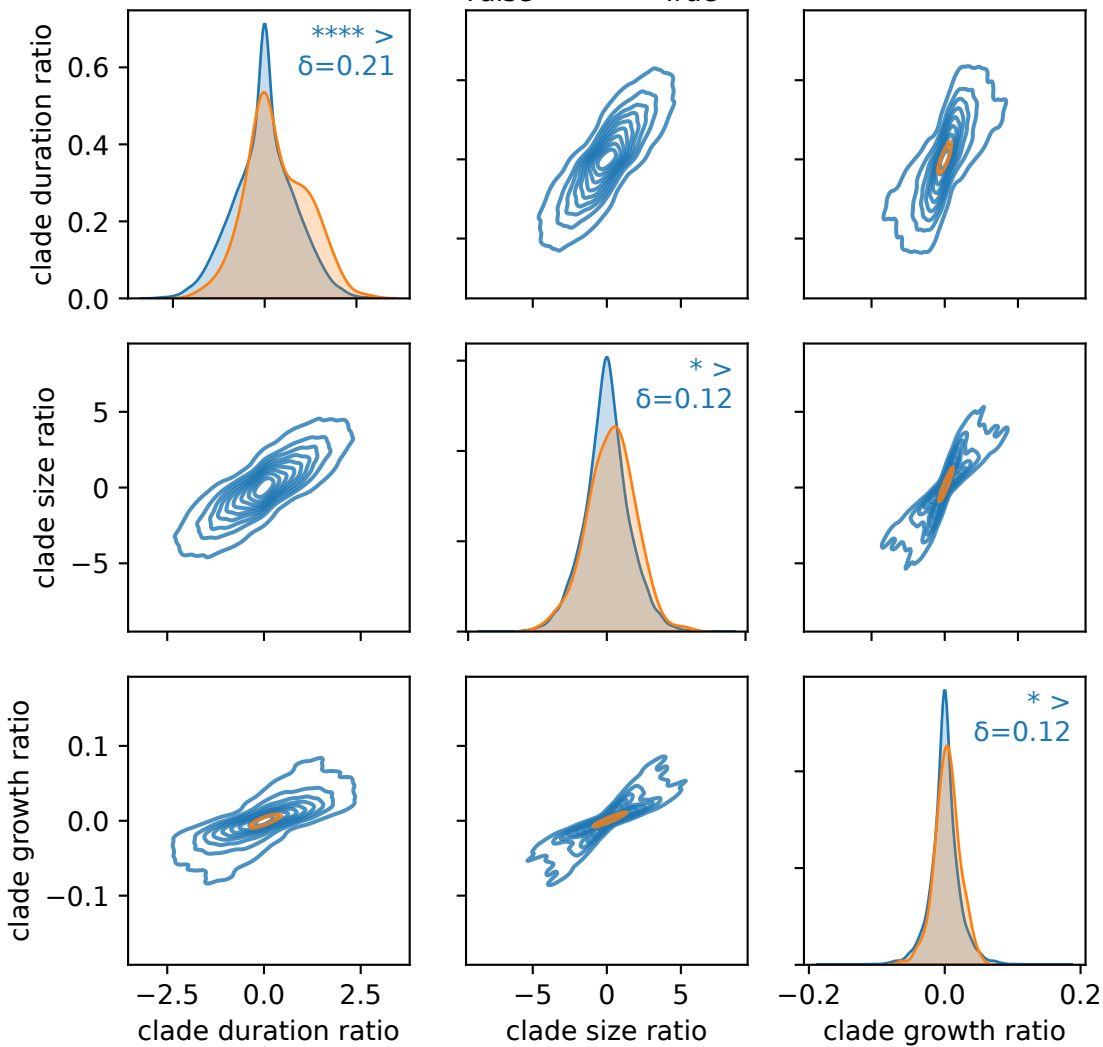 clade duration ratio
0.6
0.4
0.2
0.0
**** >
δ=0.21
clade size ratio
5
0
−5
* >
δ=0.12
clade growth ratio
0.1
0.0
−0.1
* >
δ=0.12
−2.5 0.0 2.5
clade duration ratio
−5 0 5
clade size ratio
−0.2 0.0 0.2
clade growth ratio